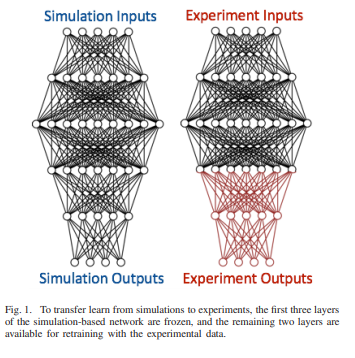 Simulation Inputs Experiment Inputs
Simulation Outputs Experiment Outputs
Fig. 1. To transfer learn from simulations to experiments, the first three layers
of the simulation-based network are frozen, and the remaining two layers are
available for retraining with the experimental data.